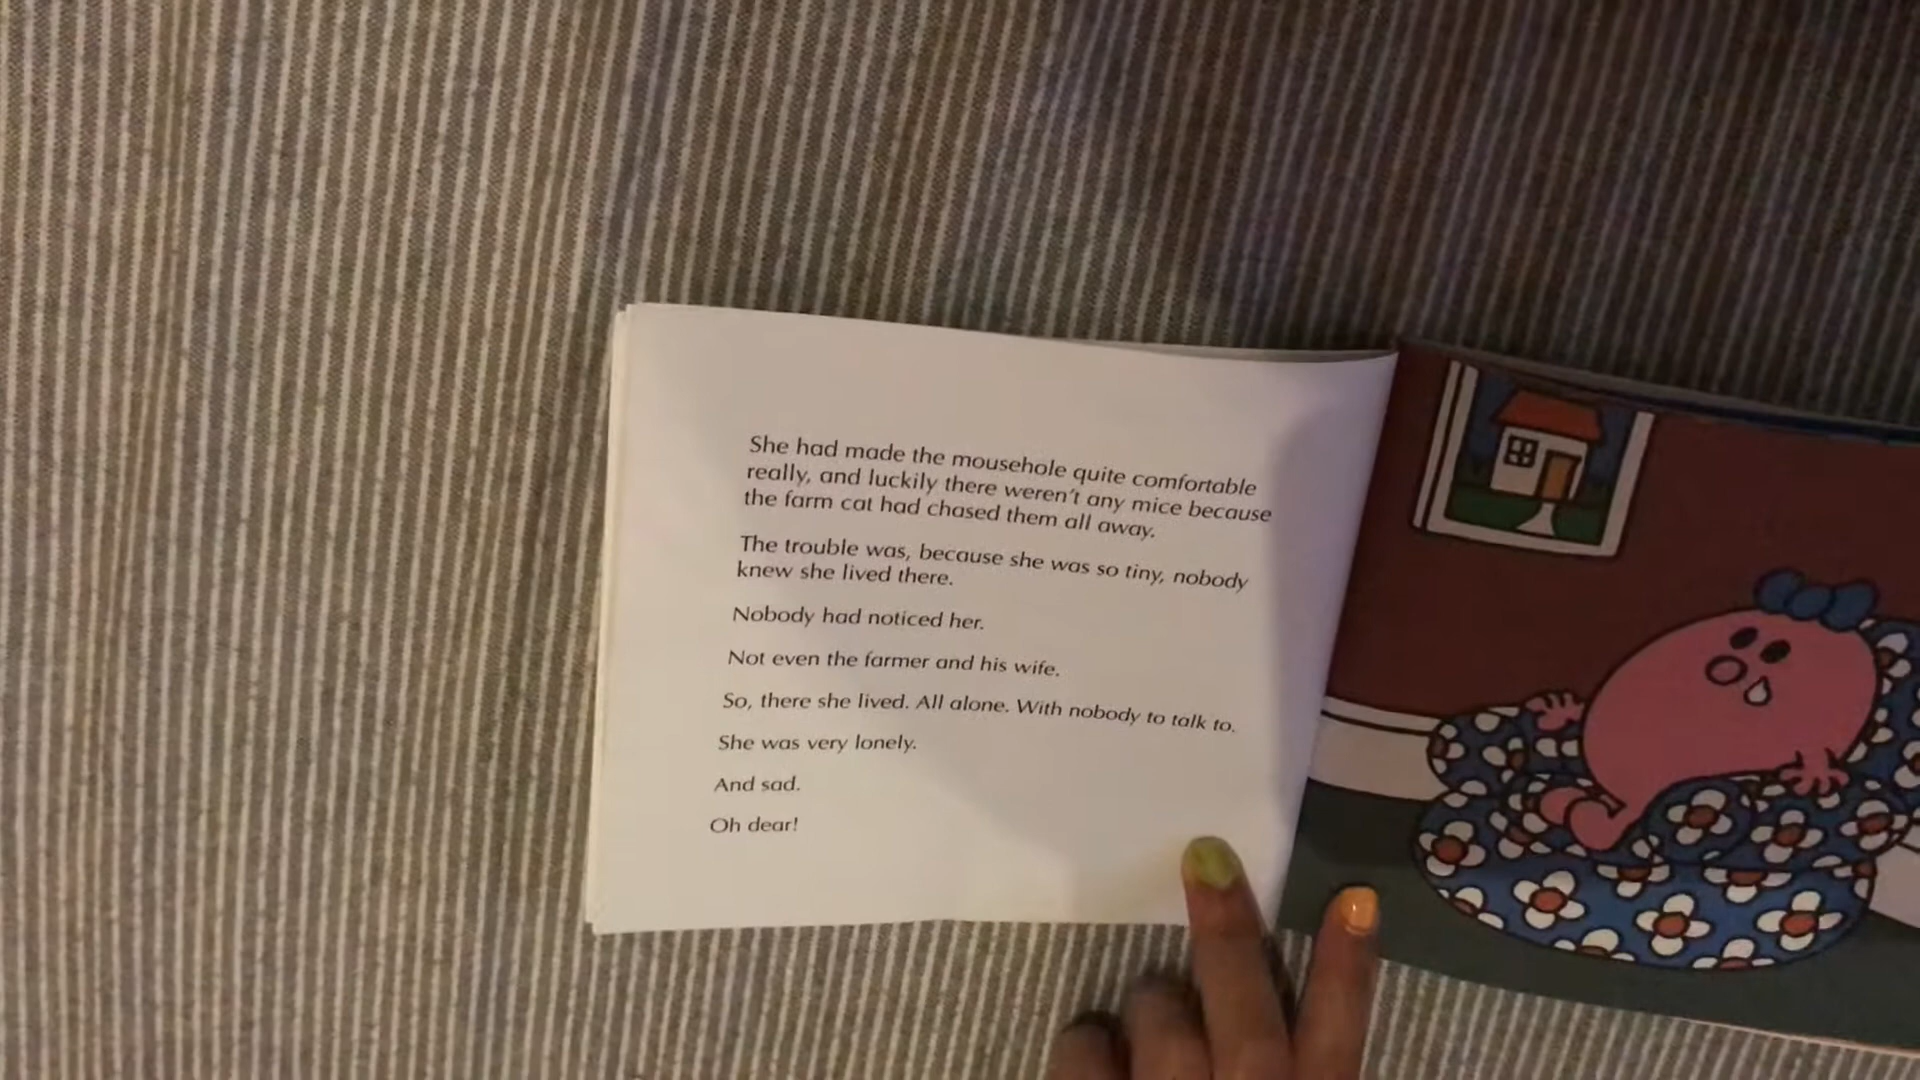 She had made the mousehole quite comfortable
really, and luckily there weren't any mice because
the farm cat had chased them all away.
The trouble was, because she was so tiny, nobody
knew she lived there.
Nobody had noticed her.
Not even the farmer and his wife.
So, there she lived. All alone. With nobody to talk to.
She was very lonely.
And sad.
Oh dear!